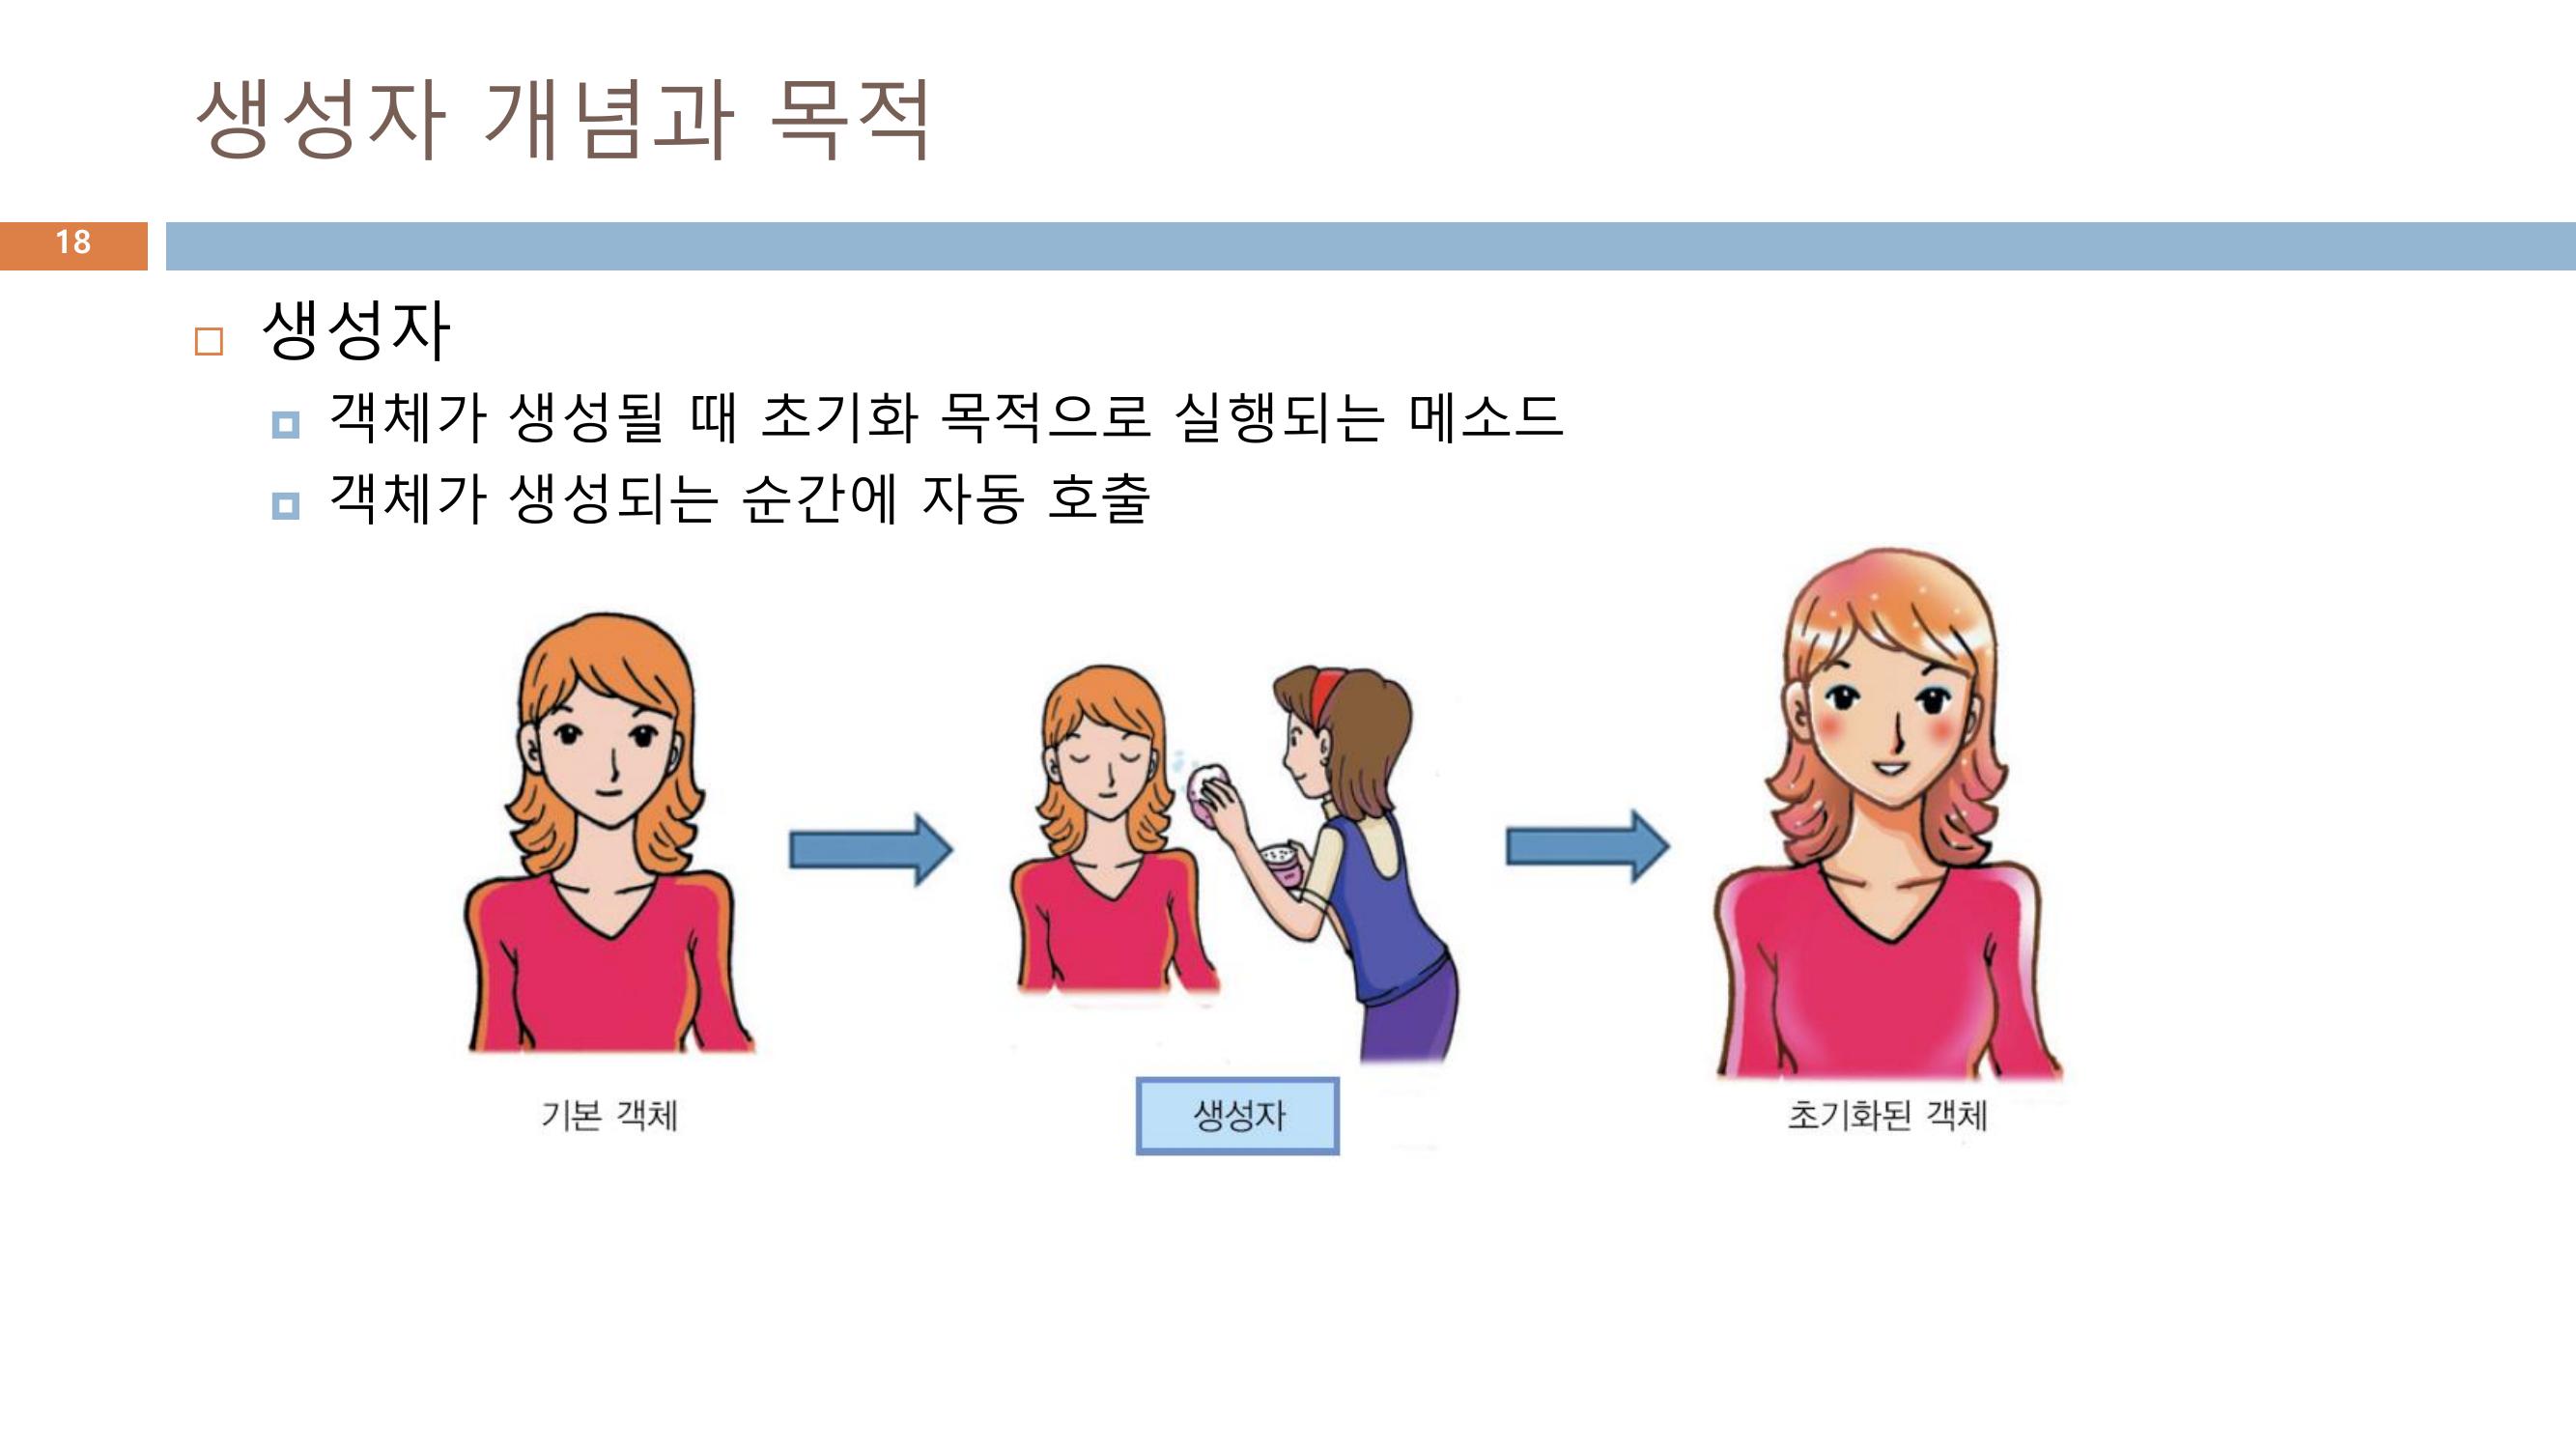 생성자 개념과 목적
18
생성자
객체가 생성될 때 초기화 목적으로 실행되는 메소드
객체가 생성되는 순간에 자동 호출
기본 객체
생성자
초기화된 객체